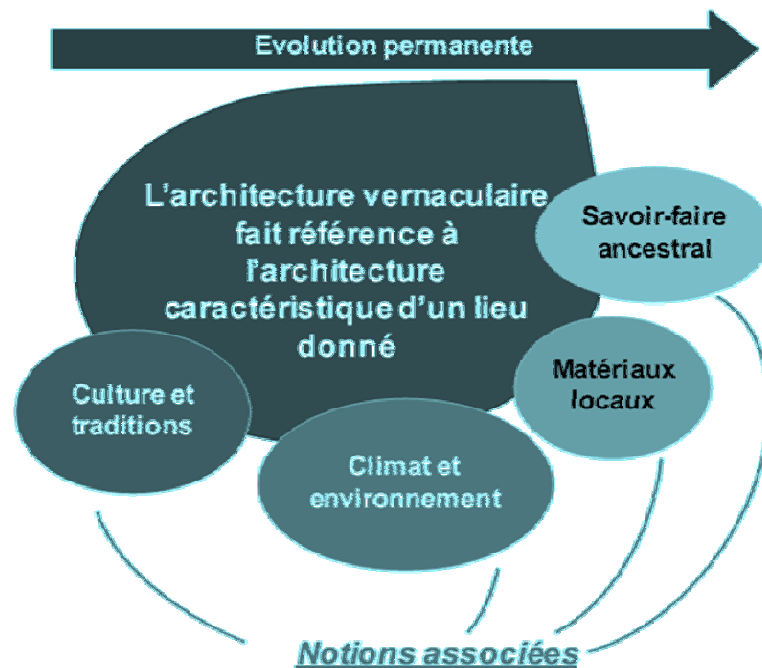 Evolution permanente
L'architecture vernaculaire
fait référence à
l'architecture
caractéristique d'un lieu
donné
Savoir-faire
ancestral
Matériaux
locaux
Culture et
traditions
Climat et
environnement
Notions associées